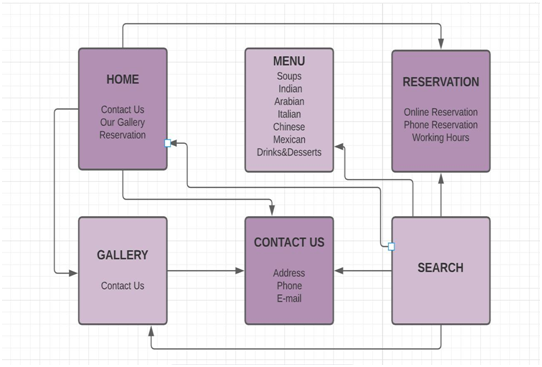 HOME
Contact Us
Our Gallery
Reservation
MENU
Soups
Indian
Arabian
Italian
Chinese
Mexican
Drinks&Desserts
RESERVATION
Online Reservation
Phone Reservation
Working Hours
GALLERY
Contact Us
CONTACT US
Address
Phone
E-mail
SEARCH